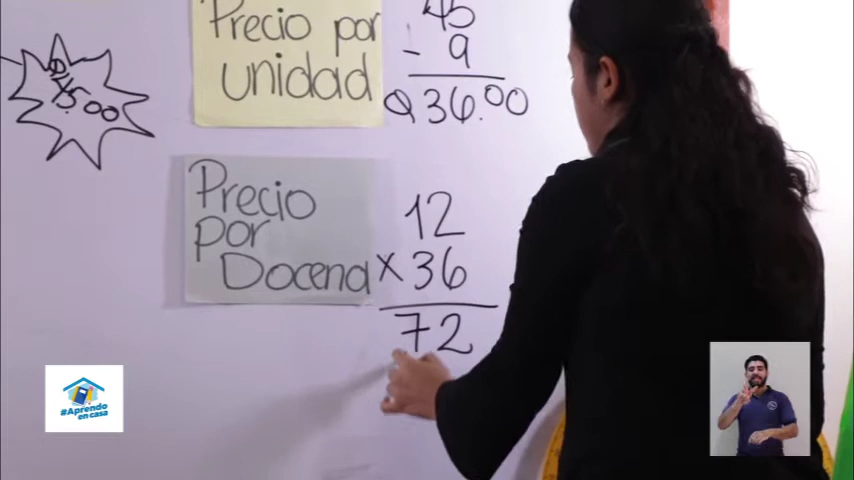 Precio por
unidad
Q45.00
45
- 9
Q36.00
Precio
por
Docena
12
x 36
72
#Aprendo
en casa